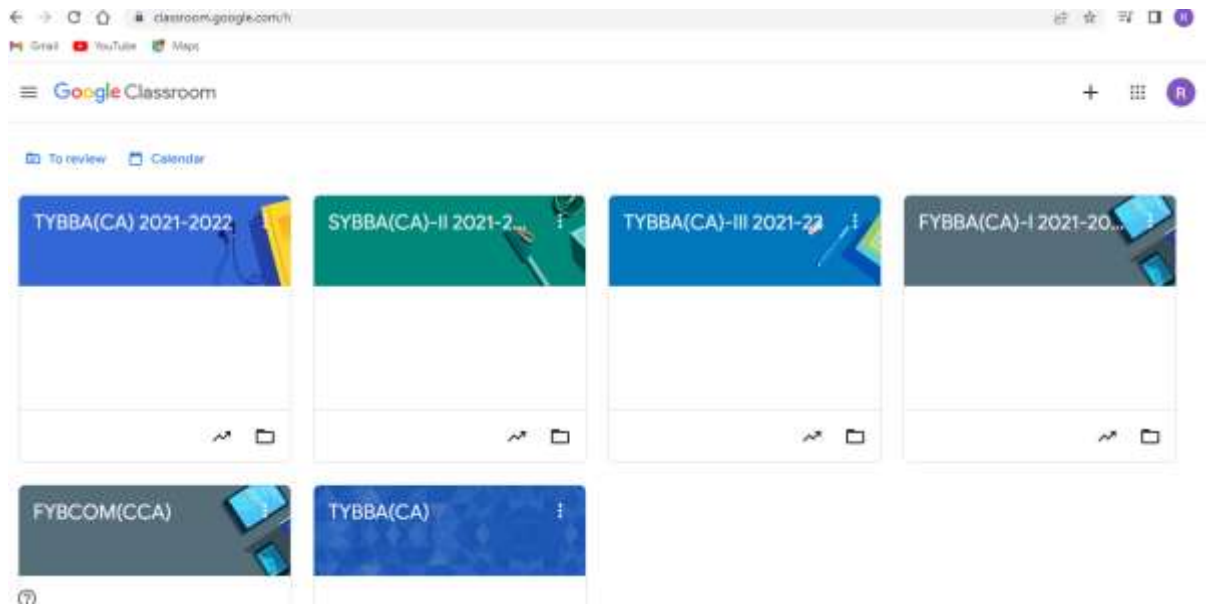 classroom.google.com/h
Gmail YouTube Maps
Google Classroom
R
To review Calendar
TYBBA(CA) 2021-2022
SYBBA(CA)-II 2021-2...
TYBBA(CA)-III 2021-22
FYBBA(CA)-I 2021-20...
FYBCOM(CCA)
TYBBA(CA)